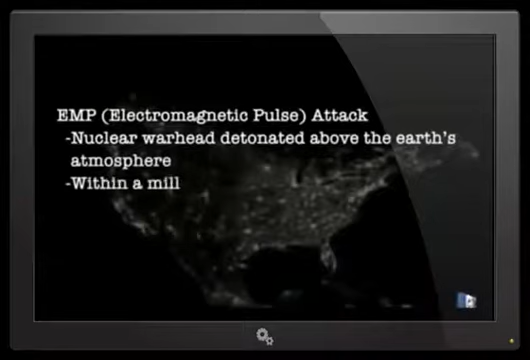 EMP (Electromagnetic Pulse) Attack
-Nuclear warhead detonated above the earth's
atmosphere
-Within a mill